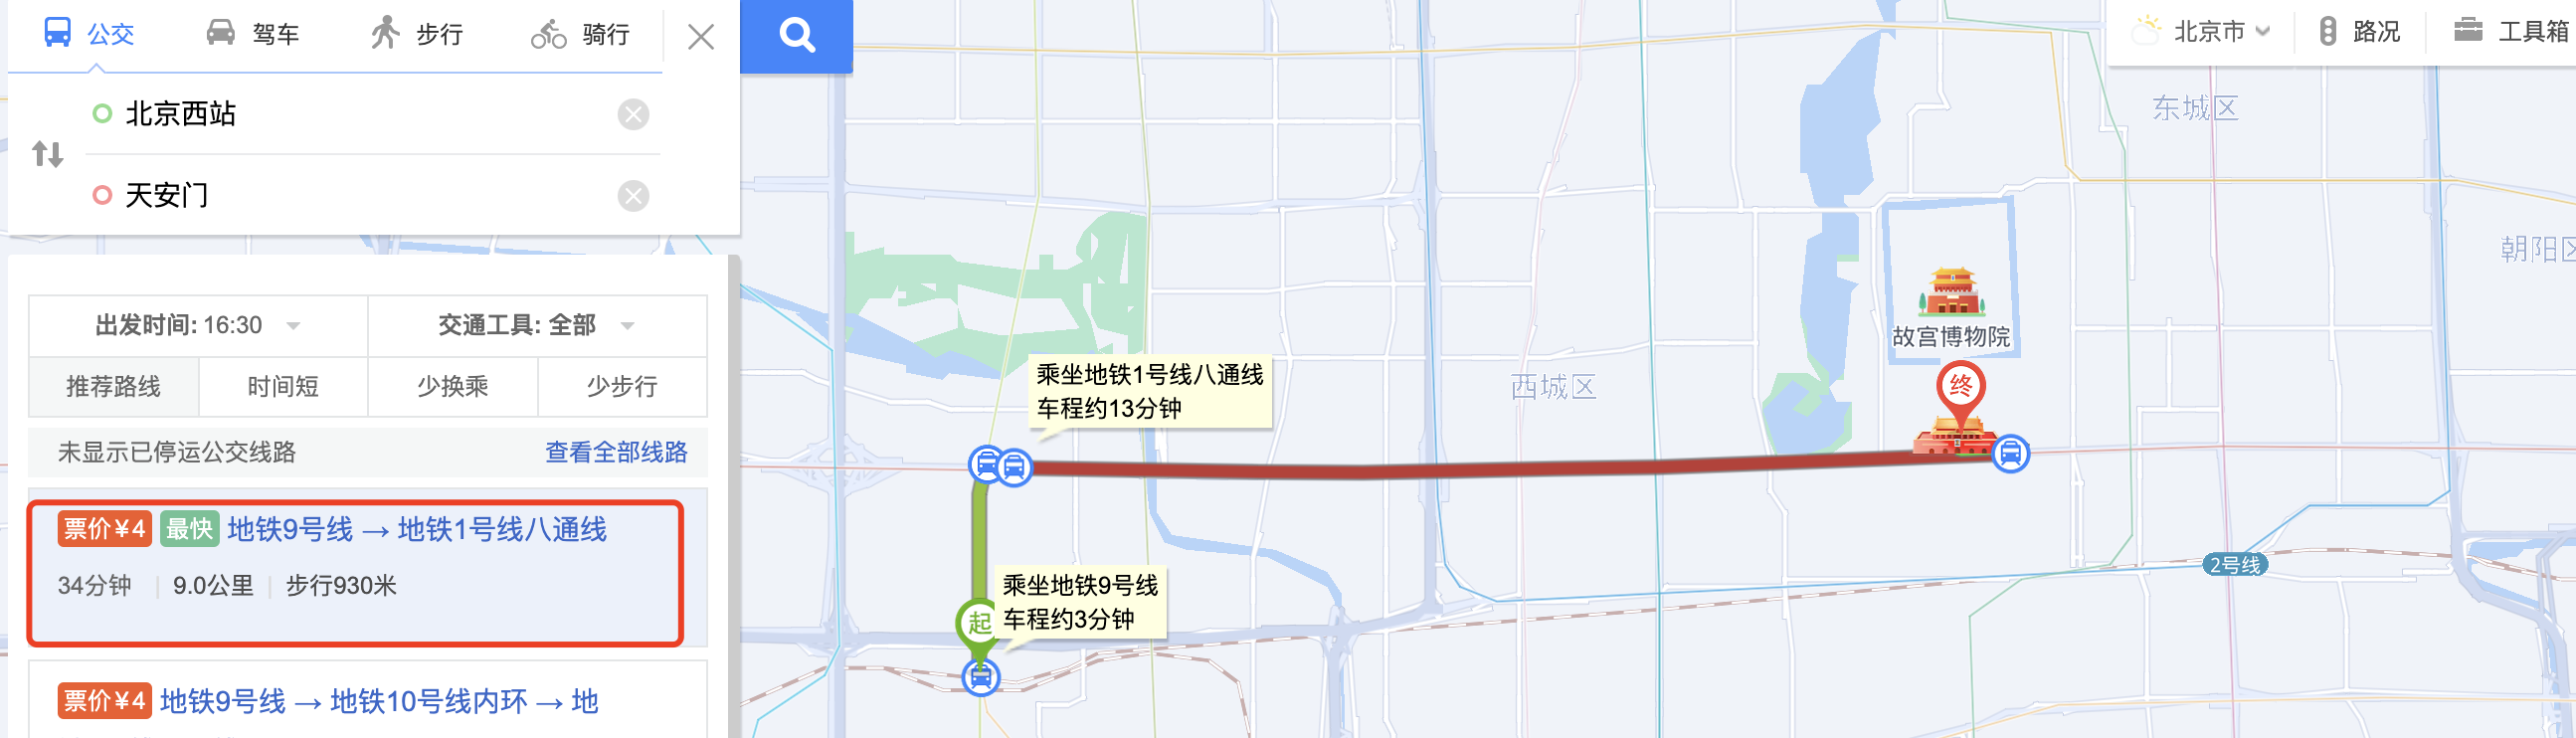 公交 驾车 步行 骑行
北京西站
天安门
出发时间: 16:30 交通工具: 全部
推荐路线 时间短 少换乘 少步行
未显示已停运公交线路 查看全部线路
票价¥4 最快 地铁9号线 → 地铁1号线八通线
34分钟 | 9.0公里 | 步行930米
票价¥4 地铁9号线 → 地铁10号线内环 → 地
北京市 路况 工具箱
东城区
朝阳区
故宫博物院
终
西城区
乘坐地铁1号线八通线
车程约13分钟
乘坐地铁9号线
车程约3分钟
起
2号线